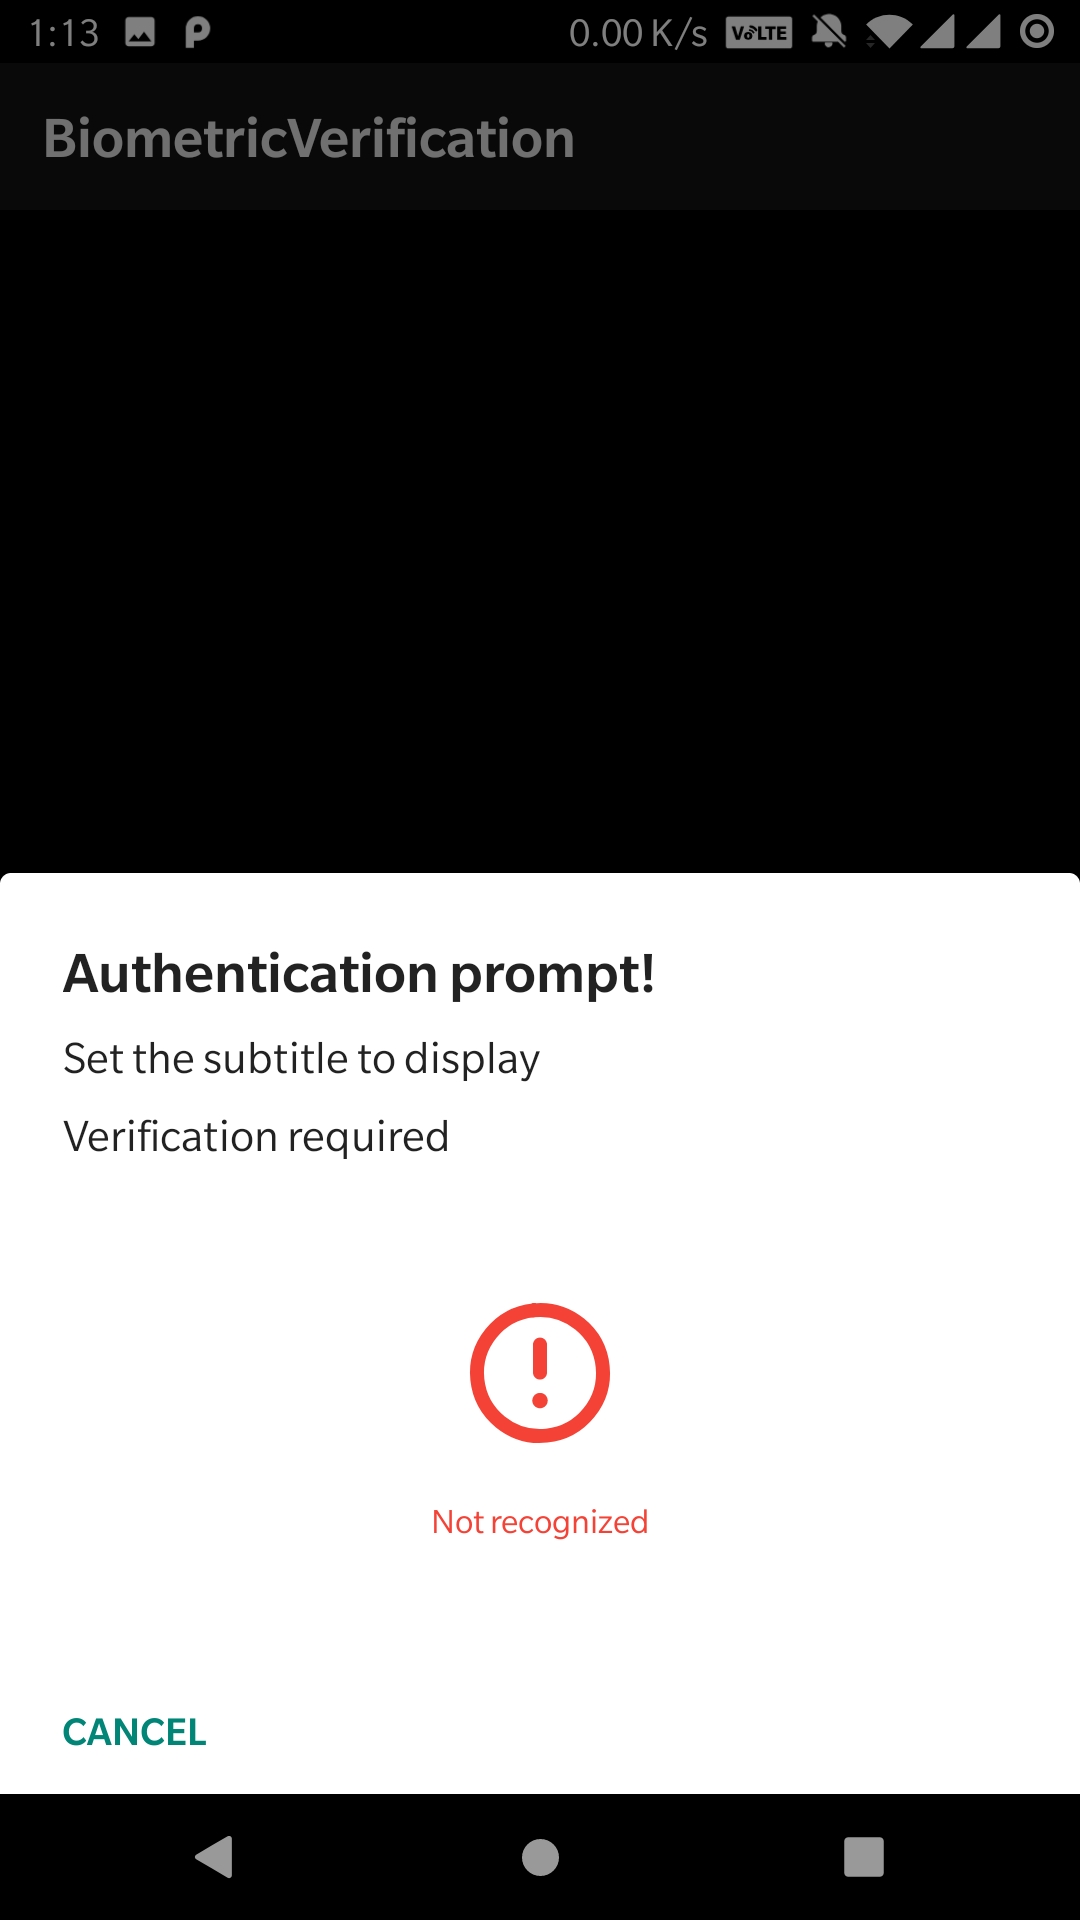 1:13 0.00 K/s VoLTE
BiometricVerification
Authentication prompt!
Set the subtitle to display
Verification required
Not recognized
CANCEL